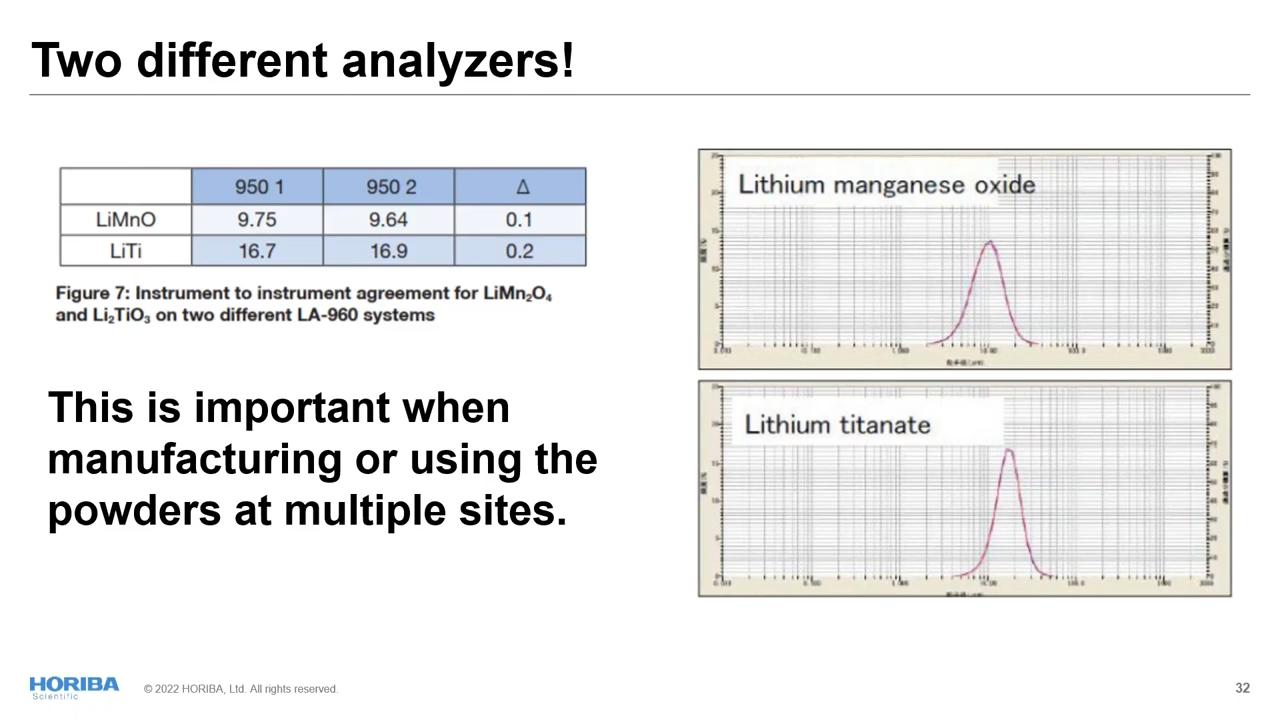 Two different analyzers!
950 1 950 2 Δ
LiMnO 9.75 9.64 0.1
LiTi 16.7 16.9 0.2
Figure 7: Instrument to instrument agreement for LiMn₂O₄
and Li₂TiO₃ on two different LA-960 systems
This is important when
manufacturing or using the
powders at multiple sites.
Lithium manganese oxide
Lithium titanate
HORIBA
Scientific
© 2022 HORIBA, Ltd. All rights reserved.
32